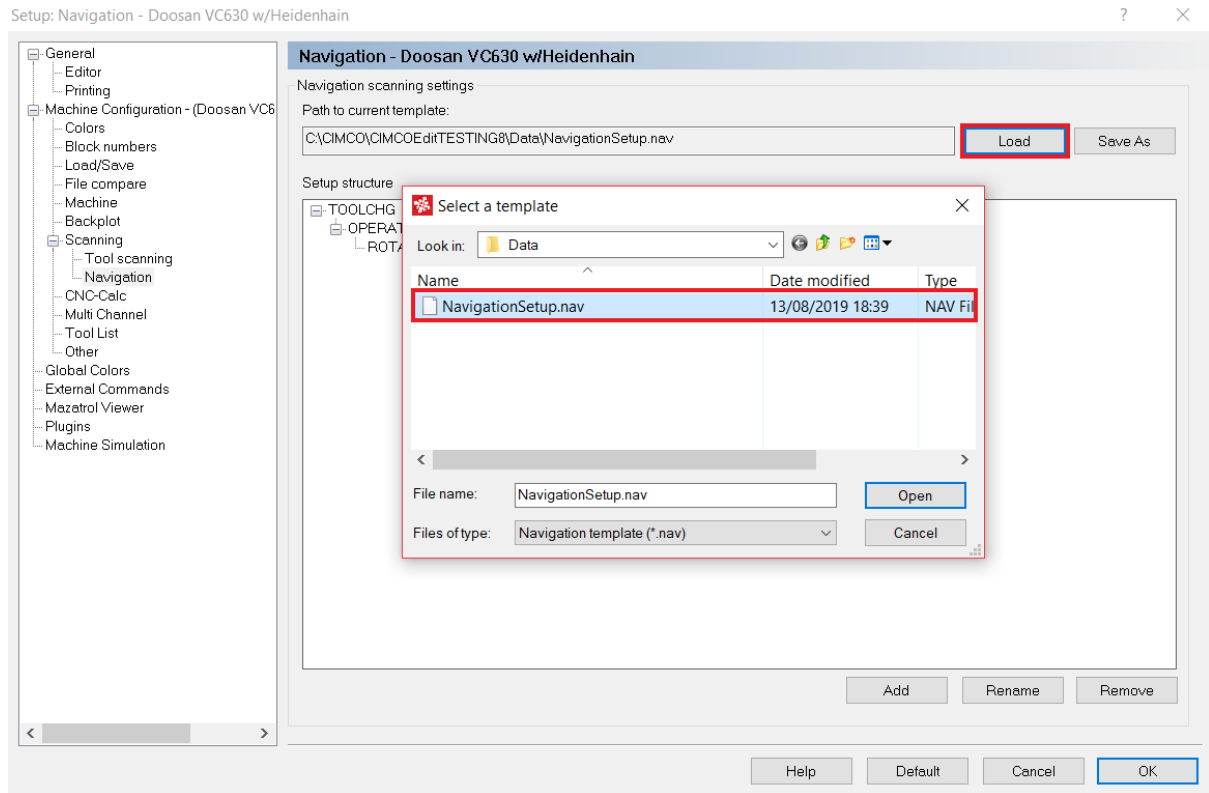 Setup: Navigation - Doosan VC630 w/Heidenhain
?
General
Editor
Printing
Machine Configuration - (Doosan VC6
Colors
Block numbers
Load/Save
File compare
Machine
Backplot
Scanning
Tool scanning
Navigation
CNC-Calc
Multi Channel
Tool List
Other
Global Colors
External Commands
Mazatrol Viewer
Plugins
Machine Simulation
Navigation - Doosan VC630 w/Heidenhain
Navigation scanning settings
Path to current template:
C:\CIMCO\CIMCOEditTESTING8\Data\NavigationSetup.nav
Load
Save As
Setup structure
TOOLCHG
OPERAT
ROTA
Select a template
Look in:
Data
Name
Date modified
Type
NavigationSetup.nav
13/08/2019 18:39
NAV Fil
File name:
NavigationSetup.nav
Open
Files of type:
Navigation template (*.nav)
Cancel
Add
Rename
Remove
Help
Default
Cancel
OK